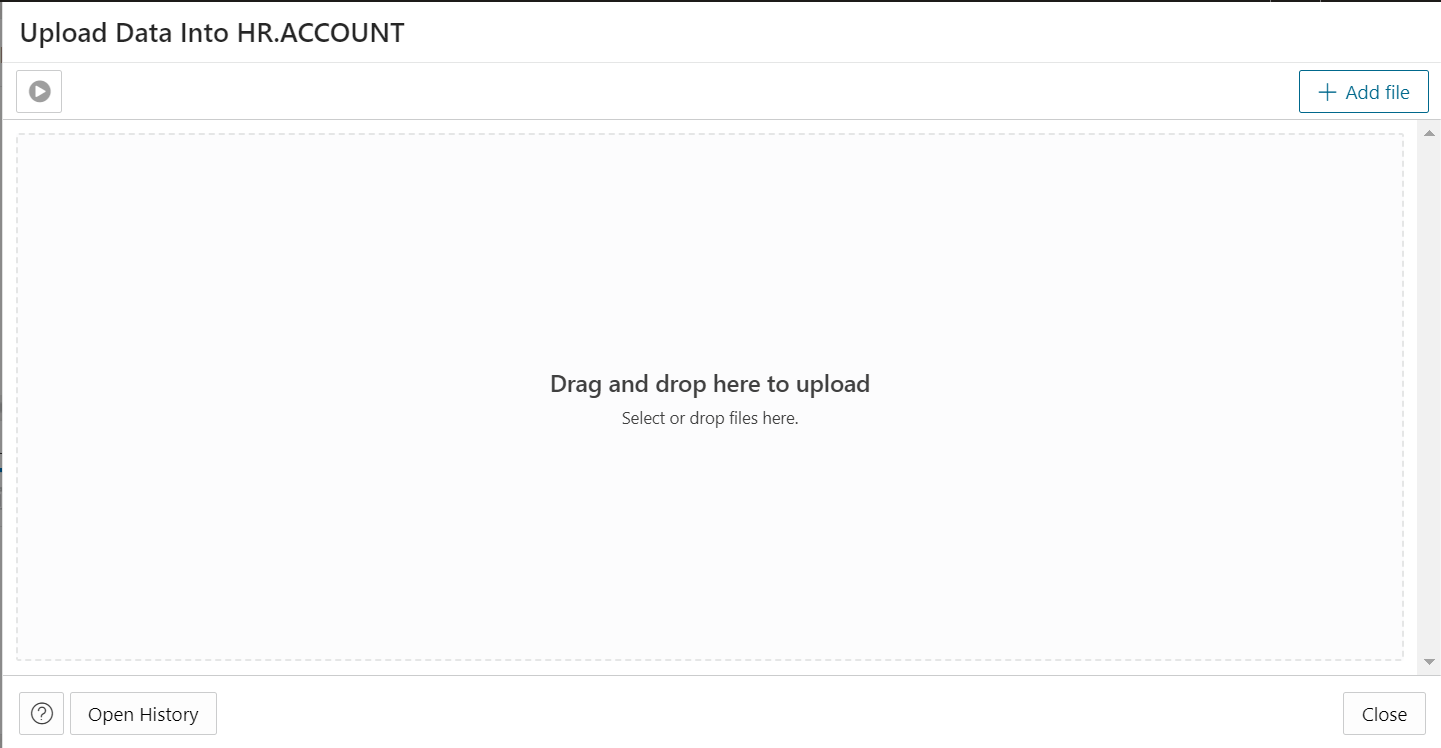 Upload Data Into HR.ACCOUNT
Add file
Drag and drop here to upload
Select or drop files here.
Open History
Close